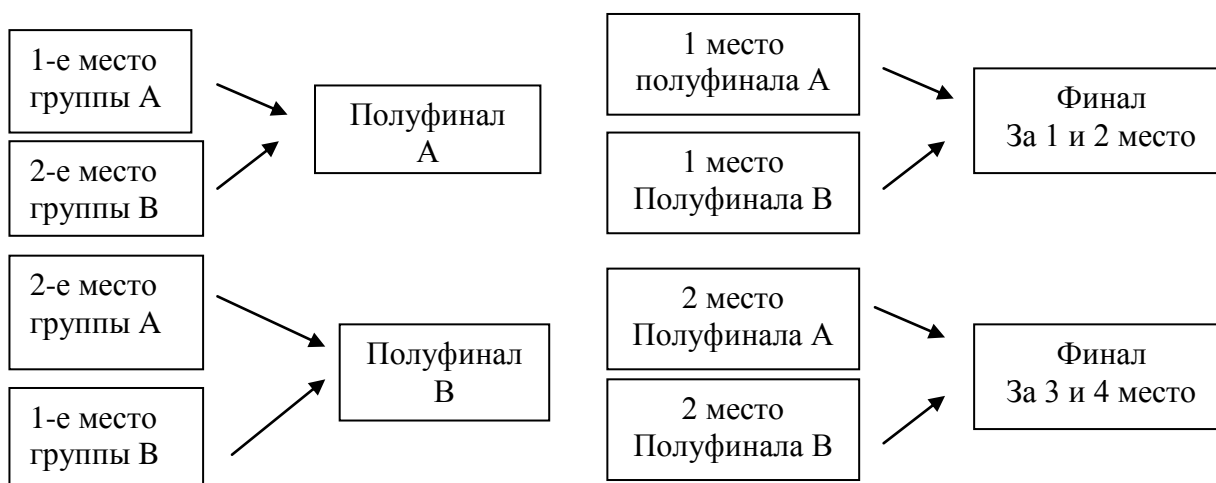 1-е место
группы А
2-е место
группы В
Полуфинал
А
2-е место
группы А
1-е место
группы В
Полуфинал
В
1 место
полуфинала А
1 место
Полуфинала В
Финал
За 1 и 2 место
2 место
Полуфинала А
2 место
Полуфинала В
Финал
За 3 и 4 место